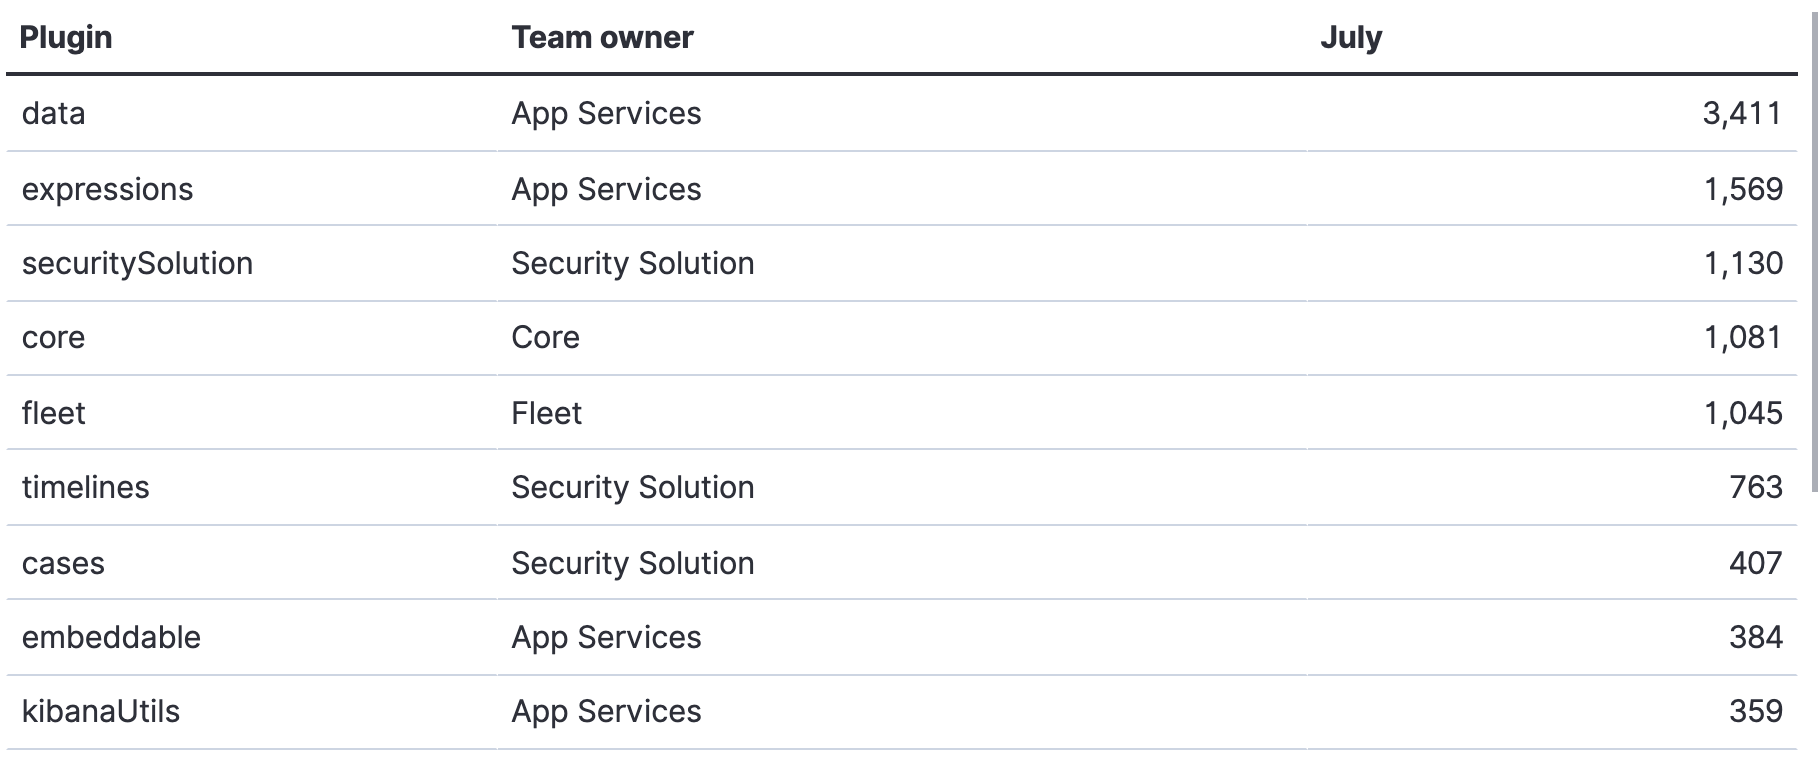 Plugin Team owner July
data App Services 3,411
expressions App Services 1,569
securitySolution Security Solution 1,130
core Core 1,081
fleet Fleet 1,045
timelines Security Solution 763
cases Security Solution 407
embeddable App Services 384
kibanaUtils App Services 359